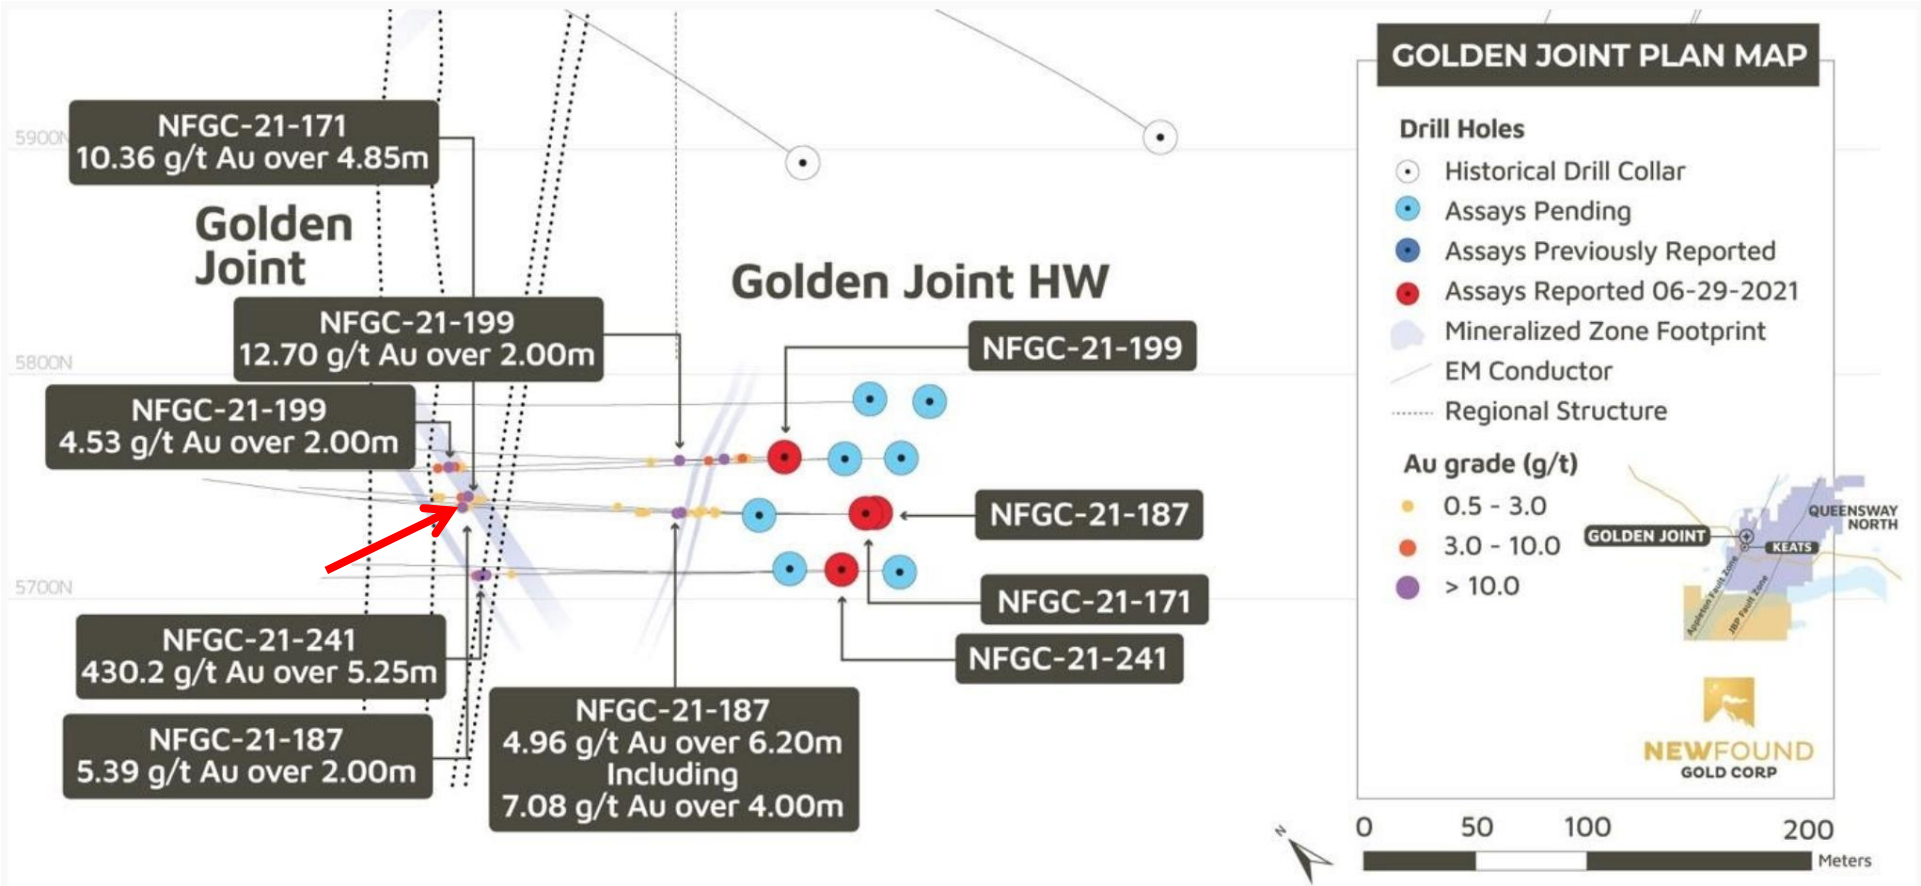 GOLDEN JOINT PLAN MAP
5900N
NFGC-21-171
10.36 g/t Au over 4.85m
Golden
Joint
Golden Joint HW
NFGC-21-199
12.70 g/t Au over 2.00m
NFGC-21-199
5800N
NFGC-21-199
4.53 g/t Au over 2.00m
NFGC-21-187
5700N
NFGC-21-171
NFGC-21-241
430.2 g/t Au over 5.25m
NFGC-21-241
NFGC-21-187
5.39 g/t Au over 2.00m
NFGC-21-187
4.96 g/t Au over 6.20m
Including
7.08 g/t Au over 4.00m
Drill Holes
Historical Drill Collar
Assays Pending
Assays Previously Reported
Assays Reported 06-29-2021
Mineralized Zone Footprint
EM Conductor
Regional Structure
Au grade (g/t)
0.5 - 3.0
3.0 - 10.0
> 10.0
QUEENSWAY
NORTH
GOLDEN JOINT
KEATS
Appleton Fault Zone
JBP Fault Zone
NEWFOUND
GOLD CORP
N
0 50 100 200
Meters